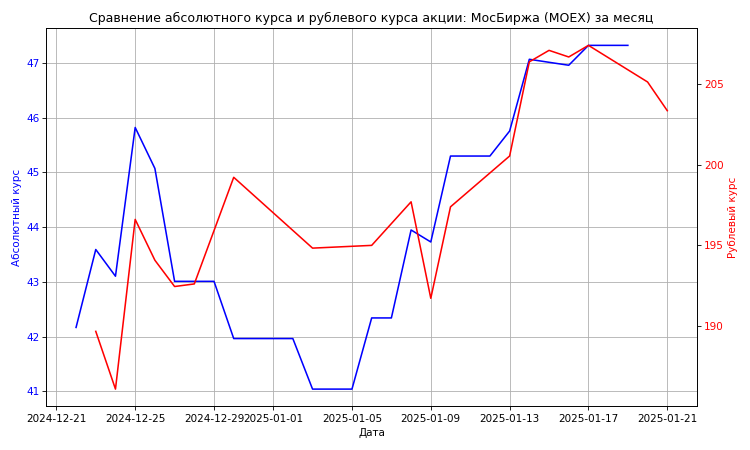 Сравнение абсолютного курса и рублевого курса акции: МосБиржа (MOEX) за месяц
Абсолютный курс
47
46
45
44
43
42
41
205
200
195
190
Рублевый курс
2024-12-21 2024-12-25 2024-12-29 2025-01-01 2025-01-05 2025-01-09 2025-01-13 2025-01-17 2025-01-21
Дата